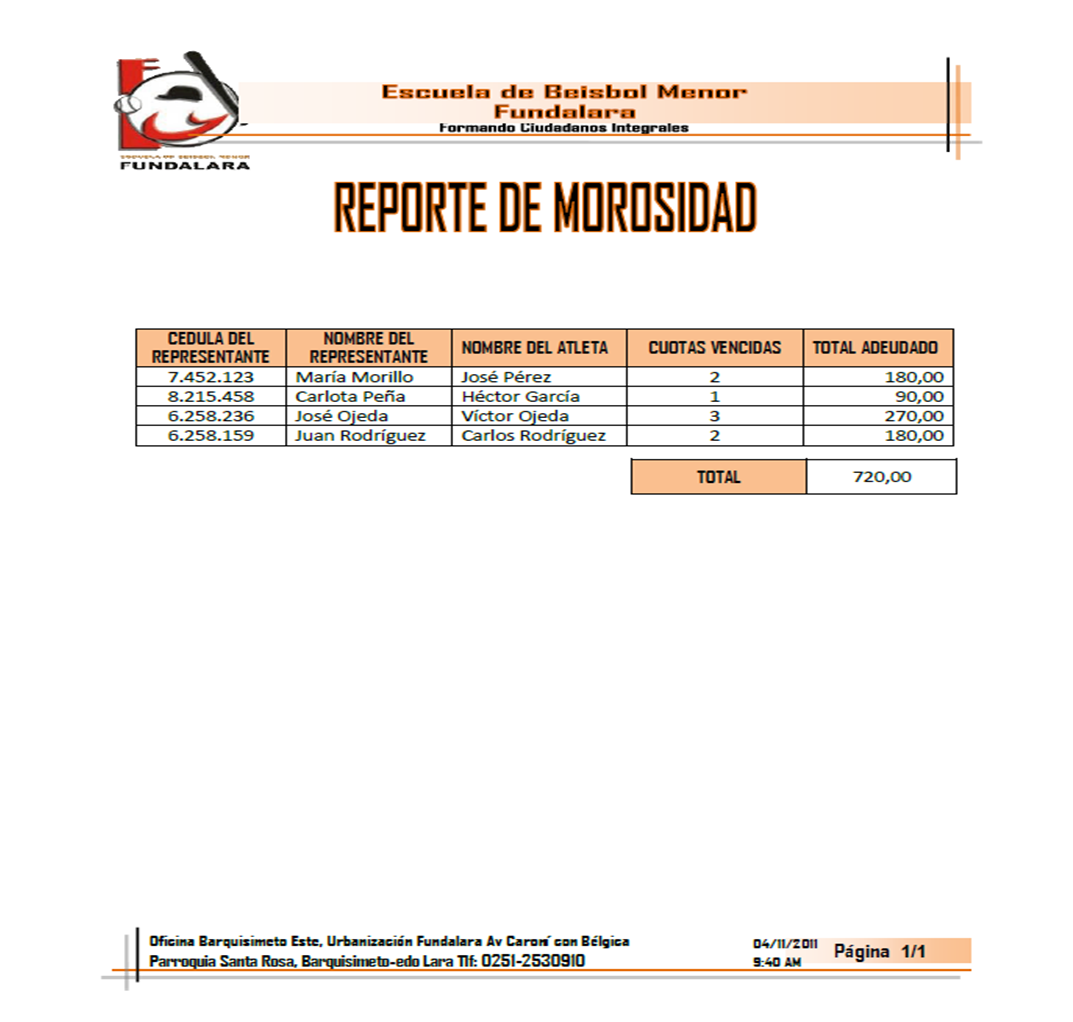 Escuela de Beisbol Menor
Fundalara
Formando Ciudadanos Integrales
ESCUELA DE BEISBOL MENOR
FUNDALARA
REPORTE DE MOROSIDAD
CEDULA DEL REPRESENTANTE NOMBRE DEL REPRESENTANTE NOMBRE DEL ATLETA CUOTAS VENCIDAS TOTAL ADEUDADO
7.452.123 María Morillo José Pérez 2 180,00
8.215.458 Carlota Peña Héctor García 1 90,00
6.258.236 José Ojeda Víctor Ojeda 3 270,00
6.258.159 Juan Rodríguez Carlos Rodríguez 2 180,00
TOTAL 720,00
Oficina Barquisimeto Este, Urbanización Fundalara Av Caroní con Bélgica
Parroquia Santa Rosa, Barquisimeto-edo Lara Tlf: 0251-2530910
04/11/2011
9:40 AM
Página 1/1